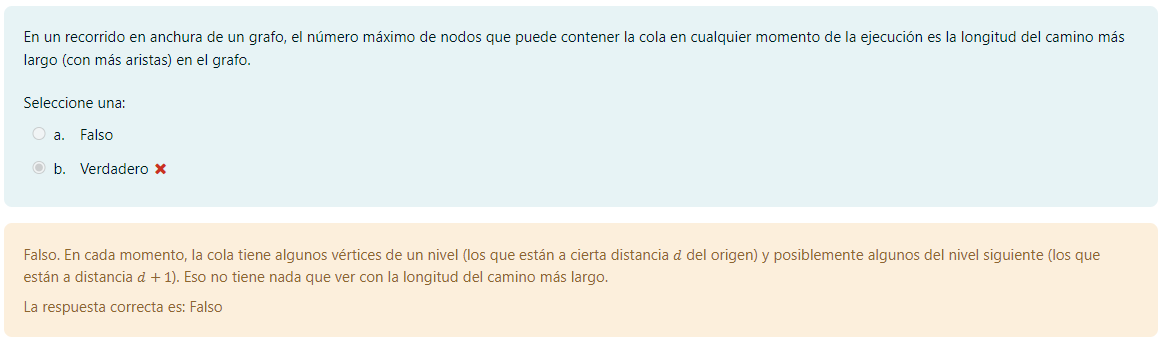 En un recorrido en anchura de un grafo, el número máximo de nodos que puede contener la cola en cualquier momento de la ejecución es la longitud del camino más
largo (con más aristas) en el grafo.
Seleccione una:
a. Falso
b. Verdadero
Falso. En cada momento, la cola tiene algunos vértices de un nivel (los que están a cierta distancia d del origen) y posiblemente algunos del nivel siguiente (los que
están a distancia d + 1). Eso no tiene nada que ver con la longitud del camino más largo.
La respuesta correcta es: Falso